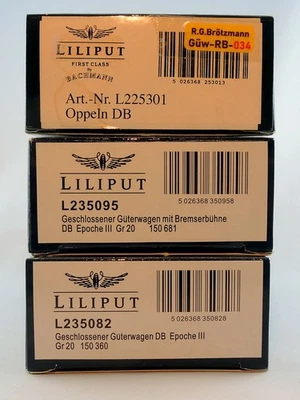 LILIPUT
FIRST CLASS
by
BACHMANN
R.G.Brötzmann
Güw-RB-034
5 026368 253013
Art.-Nr. L225301
Oppeln DB
LILIPUT
L235095
5 026368 350958
Geschlossener Güterwagen mit Bremserbühne
DB Epoche III Gr 20 150 681
LILIPUT
L235082
5 026368 350828
Geschlossener Güterwagen DB Epoche III
Gr 20 150 360